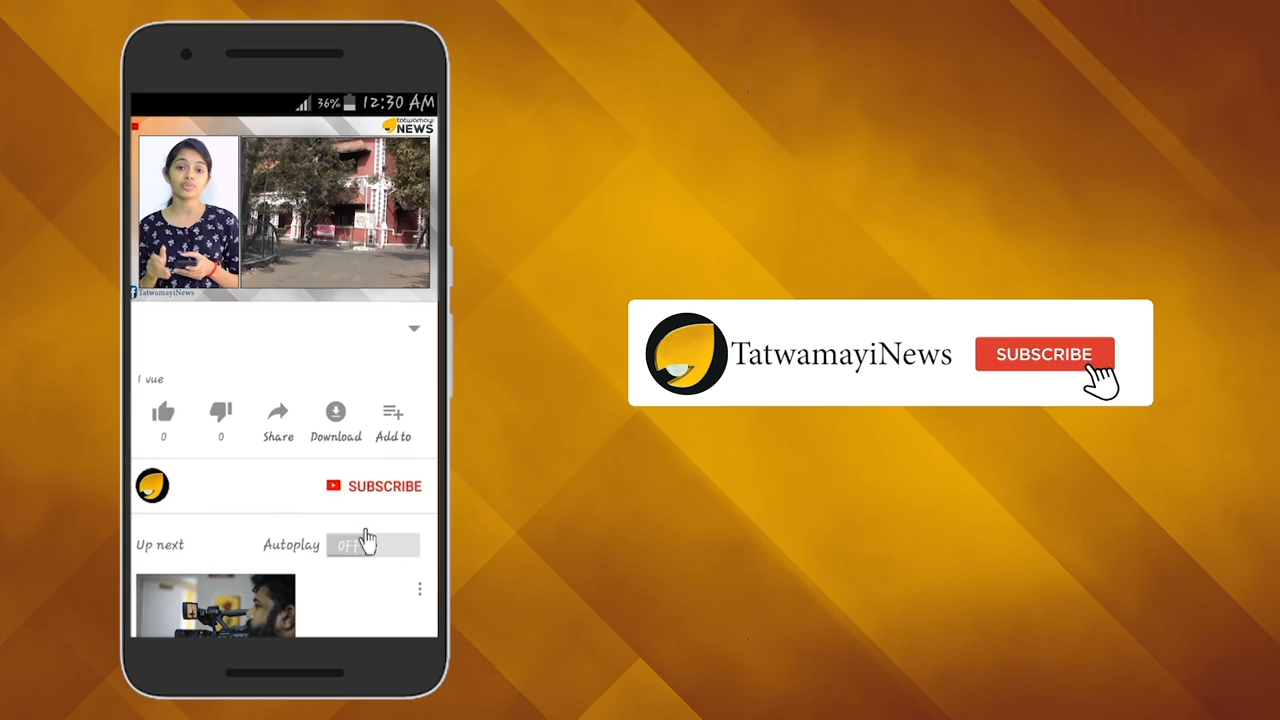 36% 12:30 AM
tatwamayi
NEWS
TatwamayiNews
1 vue
0 0 Share Download Add to
SUBSCRIBE
Up next Autoplay OFF
TatwamayiNews SUBSCRIBE